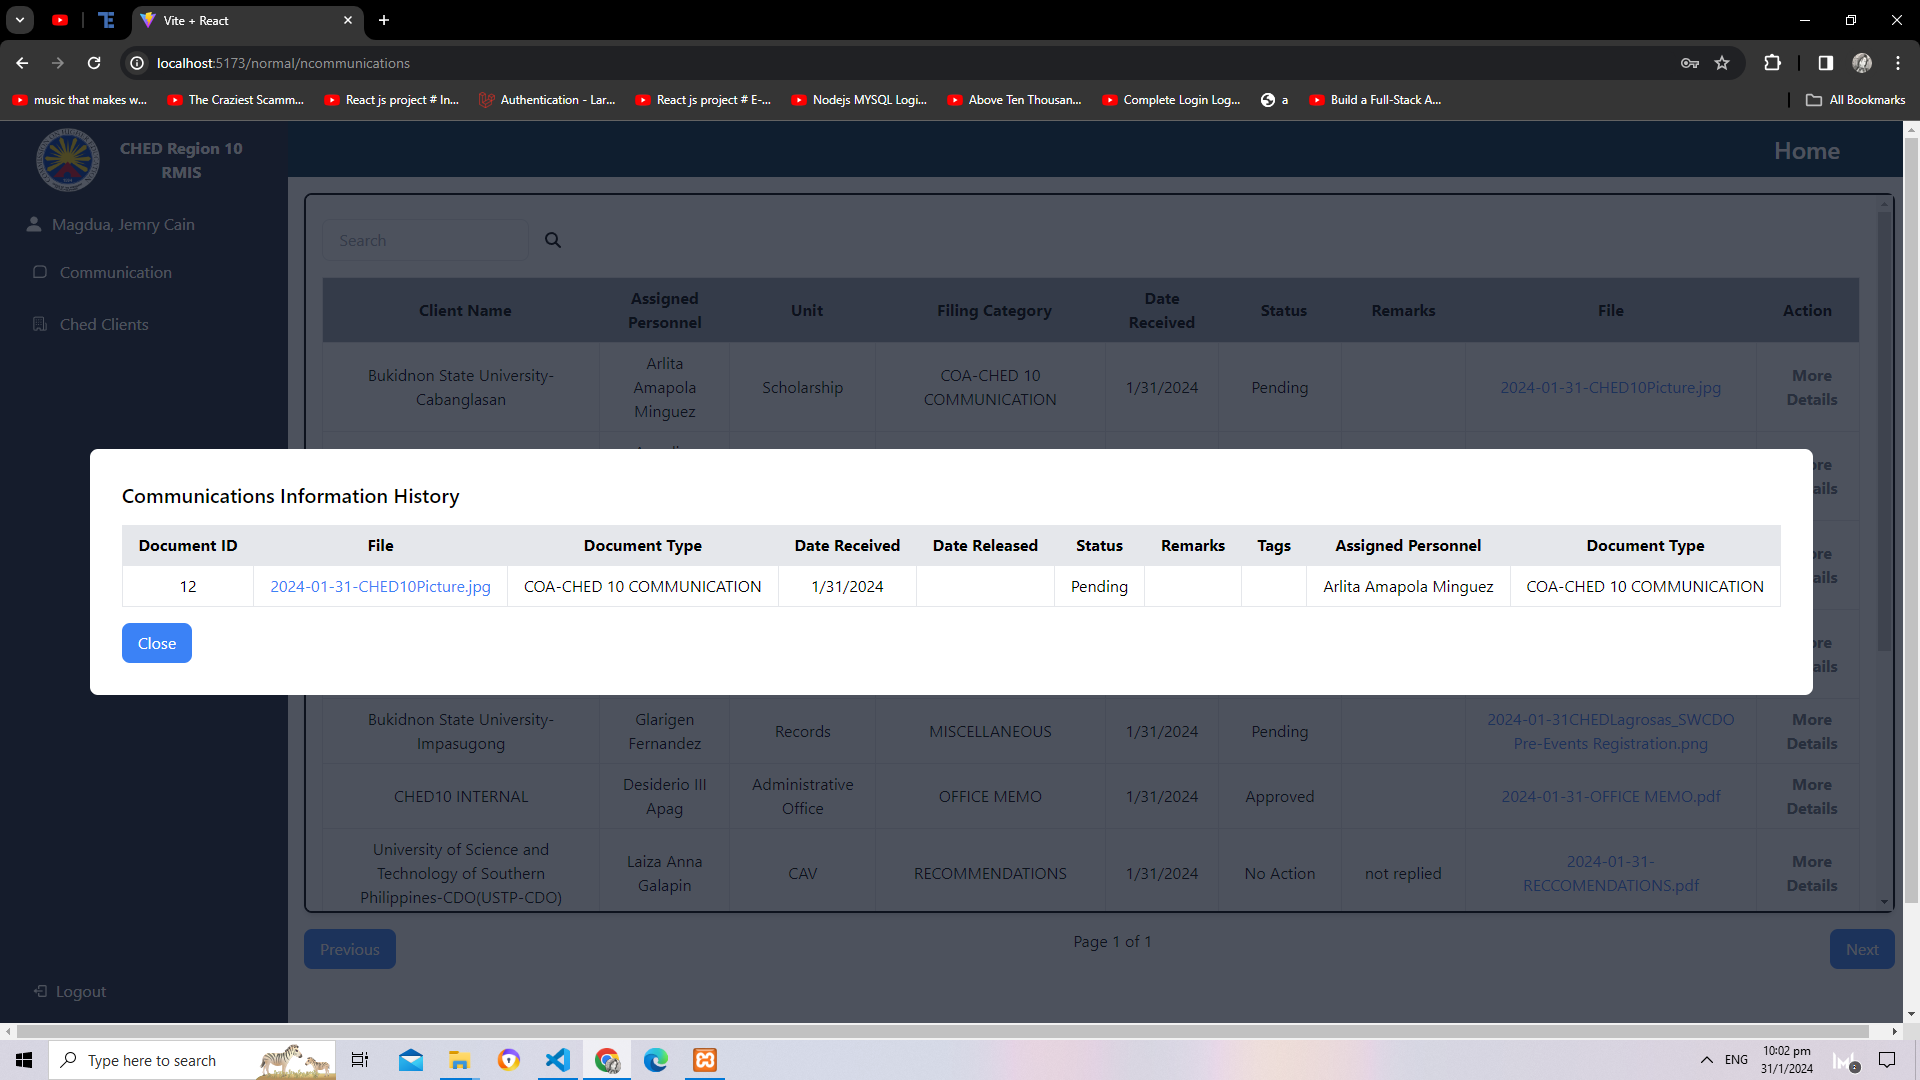 Vite + React
localhost:5173/normal/ncommunications
music that makes w...
The Craziest Scamm...
React js project # In...
Authentication - Lar...
React js project # E-...
Nodejs MYSQL Logi...
Above Ten Thousan...
Complete Login Log...
a
Build a Full-Stack A...
All Bookmarks
CHED Region 10
RMIS
Home
Magdua, Jemry Cain
Communication
Ched Clients
Logout
Search
Client Name
Assigned
Personnel
Unit
Filing Category
Date
Received
Status
Remarks
File
Action
Bukidnon State University-
Cabanglasan
Arlita
Amapola
Minguez
Scholarship
COA-CHED 10
COMMUNICATION
1/31/2024
Pending
2024-01-31-CHED10Picture.jpg
More
Details
Communications Information History
Document ID
File
Document Type
Date Received
Date Released
Status
Remarks
Tags
Assigned Personnel
Document Type
12
2024-01-31-CHED10Picture.jpg
COA-CHED 10 COMMUNICATION
1/31/2024
Pending
Arlita Amapola Minguez
COA-CHED 10 COMMUNICATION
Close
Bukidnon State University-
Impasugong
Glarigen
Fernandez
Records
MISCELLANEOUS
1/31/2024
Pending
2024-01-31CHEDLagrosas_SWCDO
Pre-Events Registration.png
More
Details
CHED10 INTERNAL
Desiderio III
Apag
Administrative
Office
OFFICE MEMO
1/31/2024
Approved
2024-01-31-OFFICE MEMO.pdf
More
Details
University of Science and
Technology of Southern
Philippines-CDO(USTP-CDO)
Laiza Anna
Galapin
CAV
RECOMMENDATIONS
1/31/2024
No Action
not replied
2024-01-31-
RECCOMENDATIONS.pdf
More
Details
Previous
Page 1 of 1
Next
Type here to search
ENG
10:02 pm
31/1/2024